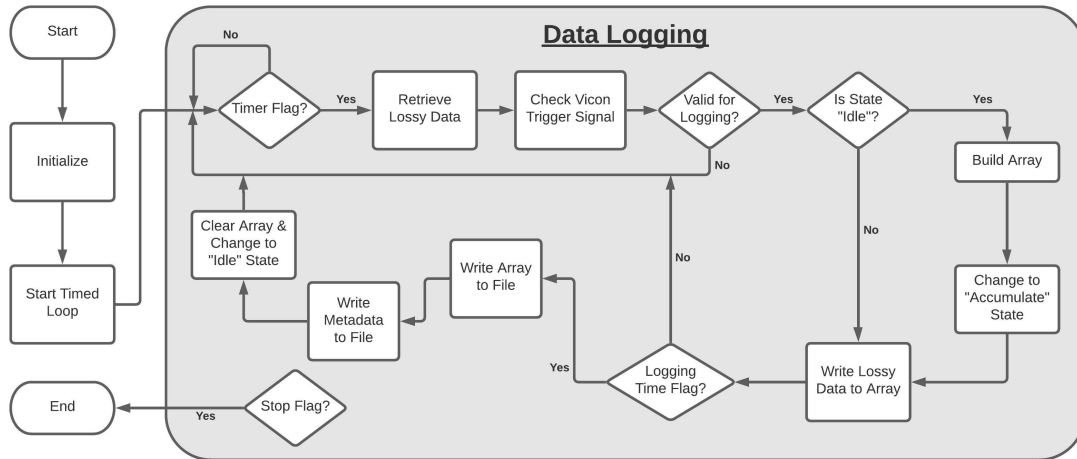 Start
Data Logging
No
Timer Flag?
Yes
Retrieve
Lossy Data
Check Vicon
Trigger Signal
Valid for
Logging?
Yes
Is State
"Idle"?
Yes
Initialize
Build Array
No
No
Clear Array &
Change to
"Idle" State
Write Array
to File
No
Start Timed
Loop
Write
Metadata
to File
Change to
"Accumulate"
State
Yes
Logging
Time Flag?
Write Lossy
Data to Array
End
Yes
Stop Flag?